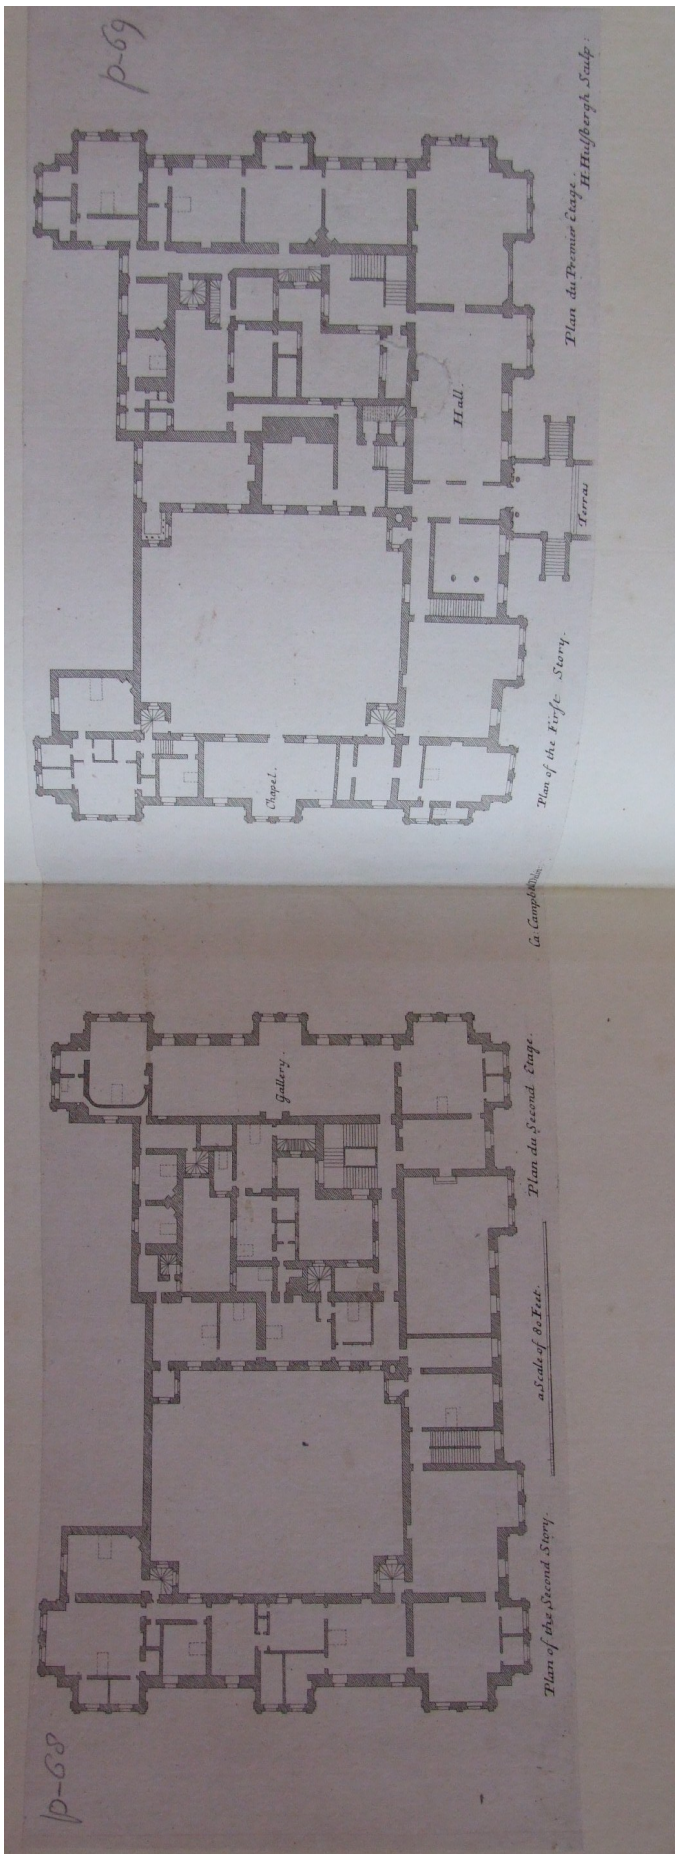 p-68
Gallery.
Plan of the Second Story.
a Scale of 80 Feet.
Plan du Second Etage.
p-69
Chapel.
Hall.
Terras
Plan of the First Story.
Plan du Premier Etage.
Ca: Campbell Delin:
H. Hulsbergh Sculp: